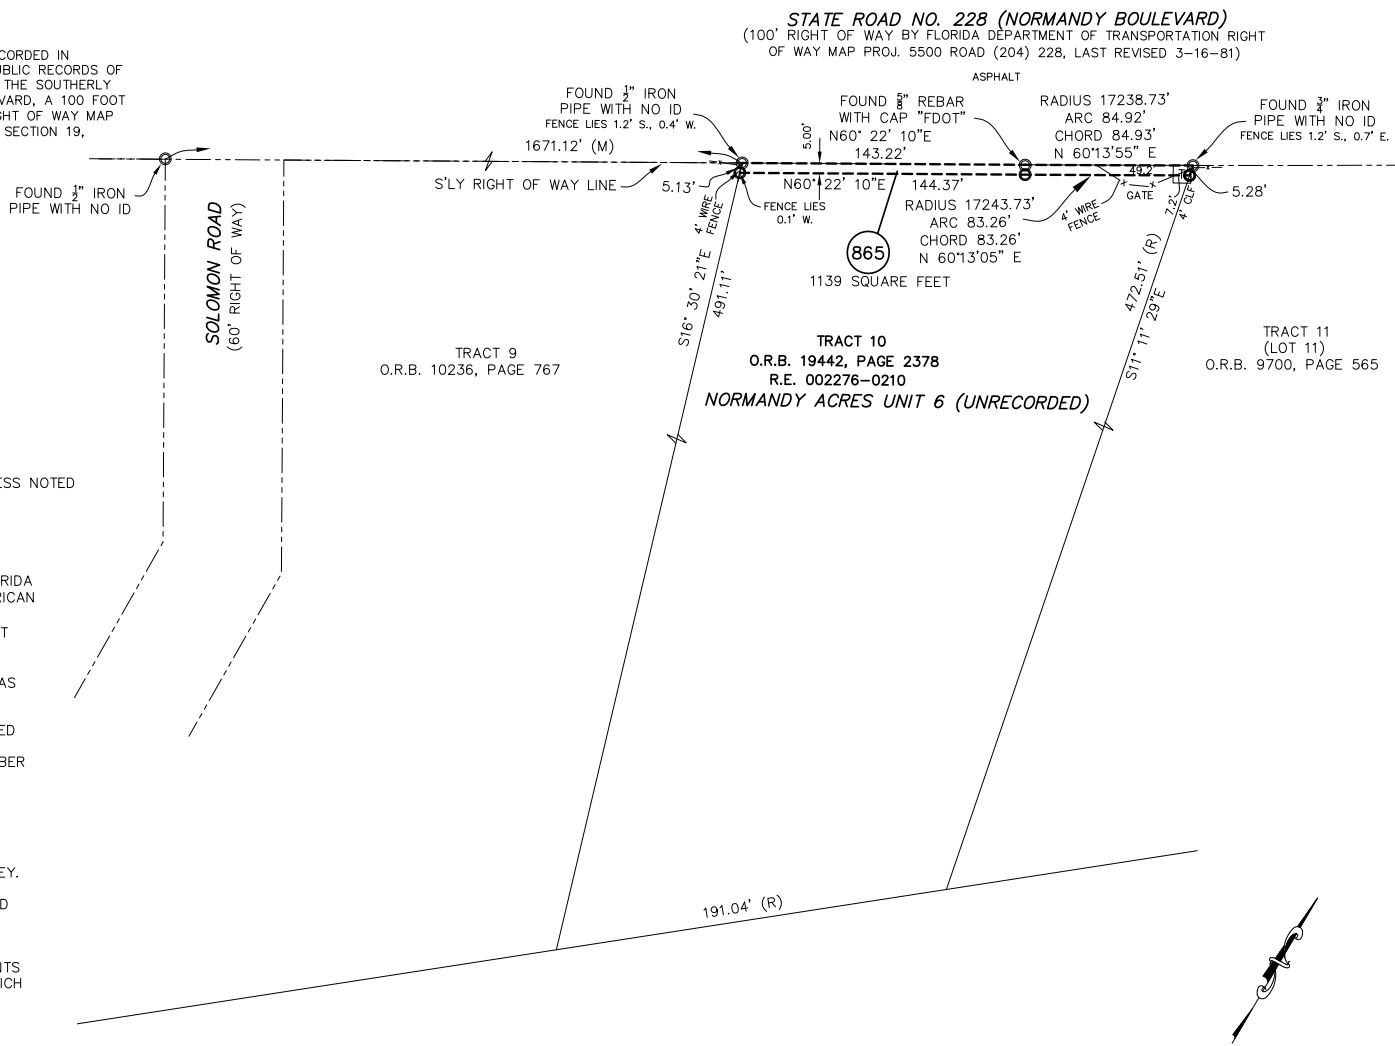 STATE ROAD NO. 228 (NORMANDY BOULEVARD)
(100' RIGHT OF WAY BY FLORIDA DEPARTMENT OF TRANSPORTATION RIGHT
OF WAY MAP PROJ. 5500 ROAD (204) 228, LAST REVISED 3-16-81)
ASPHALT
CORDED IN
UBLIC RECORDS OF
THE SOUTHERLY
VARD, A 100 FOOT
GHT OF WAY MAP
SECTION 19,
FOUND 1/2" IRON
PIPE WITH NO ID
FENCE LIES 1.2' S., 0.4' W.
1671.12' (M)
5.00'
FOUND 5/8" REBAR
WITH CAP "FDOT"
N60° 22' 10"E
143.22'
RADIUS 17238.73'
ARC 84.92'
CHORD 84.93'
N 60°13'55" E
FOUND 3/4" IRON
PIPE WITH NO ID
FENCE LIES 1.2' S., 0.7' E.
FOUND 1/2" IRON
PIPE WITH NO ID
S'LY RIGHT OF WAY LINE
5.13'
N60° 22' 10"E
144.37'
49.2'
GATE
5.28'
7.2'
4' CLF
4' WIRE
FENCE
FENCE LIES
0.1' W.
RADIUS 17243.73'
ARC 83.26'
CHORD 83.26'
N 60°13'05" E
4' WIRE
FENCE
865
1139 SQUARE FEET
SOLOMON ROAD
(60' RIGHT OF WAY)
S16° 30' 21"E
491.11'
472.51' (R)
S11° 11' 29"E
TRACT 9
O.R.B. 10236, PAGE 767
TRACT 10
O.R.B. 19442, PAGE 2378
R.E. 002276-0210
NORMANDY ACRES UNIT 6 (UNRECORDED)
TRACT 11
(LOT 11)
O.R.B. 9700, PAGE 565
ESS NOTED
RIDA
RICAN
T
AS
ED
BER
EY.
D
NTS
ICH
191.04' (R)